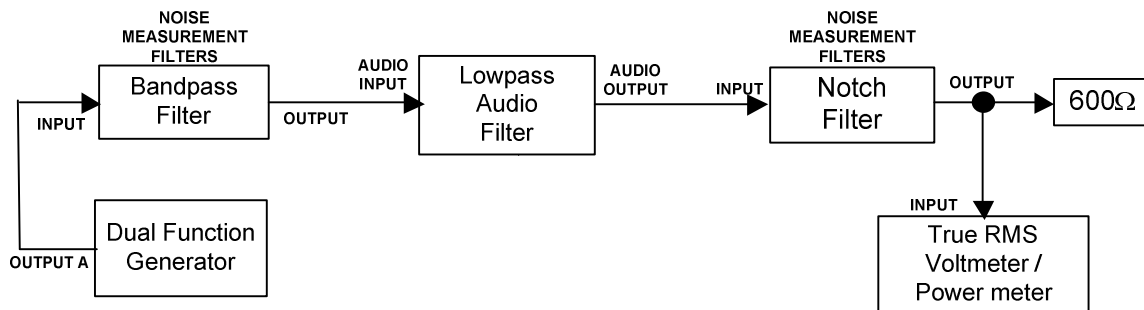 NOISE
MEASUREMENT
FILTERS
Bandpass
Filter
INPUT
OUTPUT
AUDIO
INPUT
Lowpass
Audio
Filter
AUDIO
OUTPUT
NOISE
MEASUREMENT
FILTERS
INPUT
Notch
Filter
OUTPUT
600Ω
Dual Function
Generator
OUTPUT A
INPUT
True RMS
Voltmeter /
Power meter